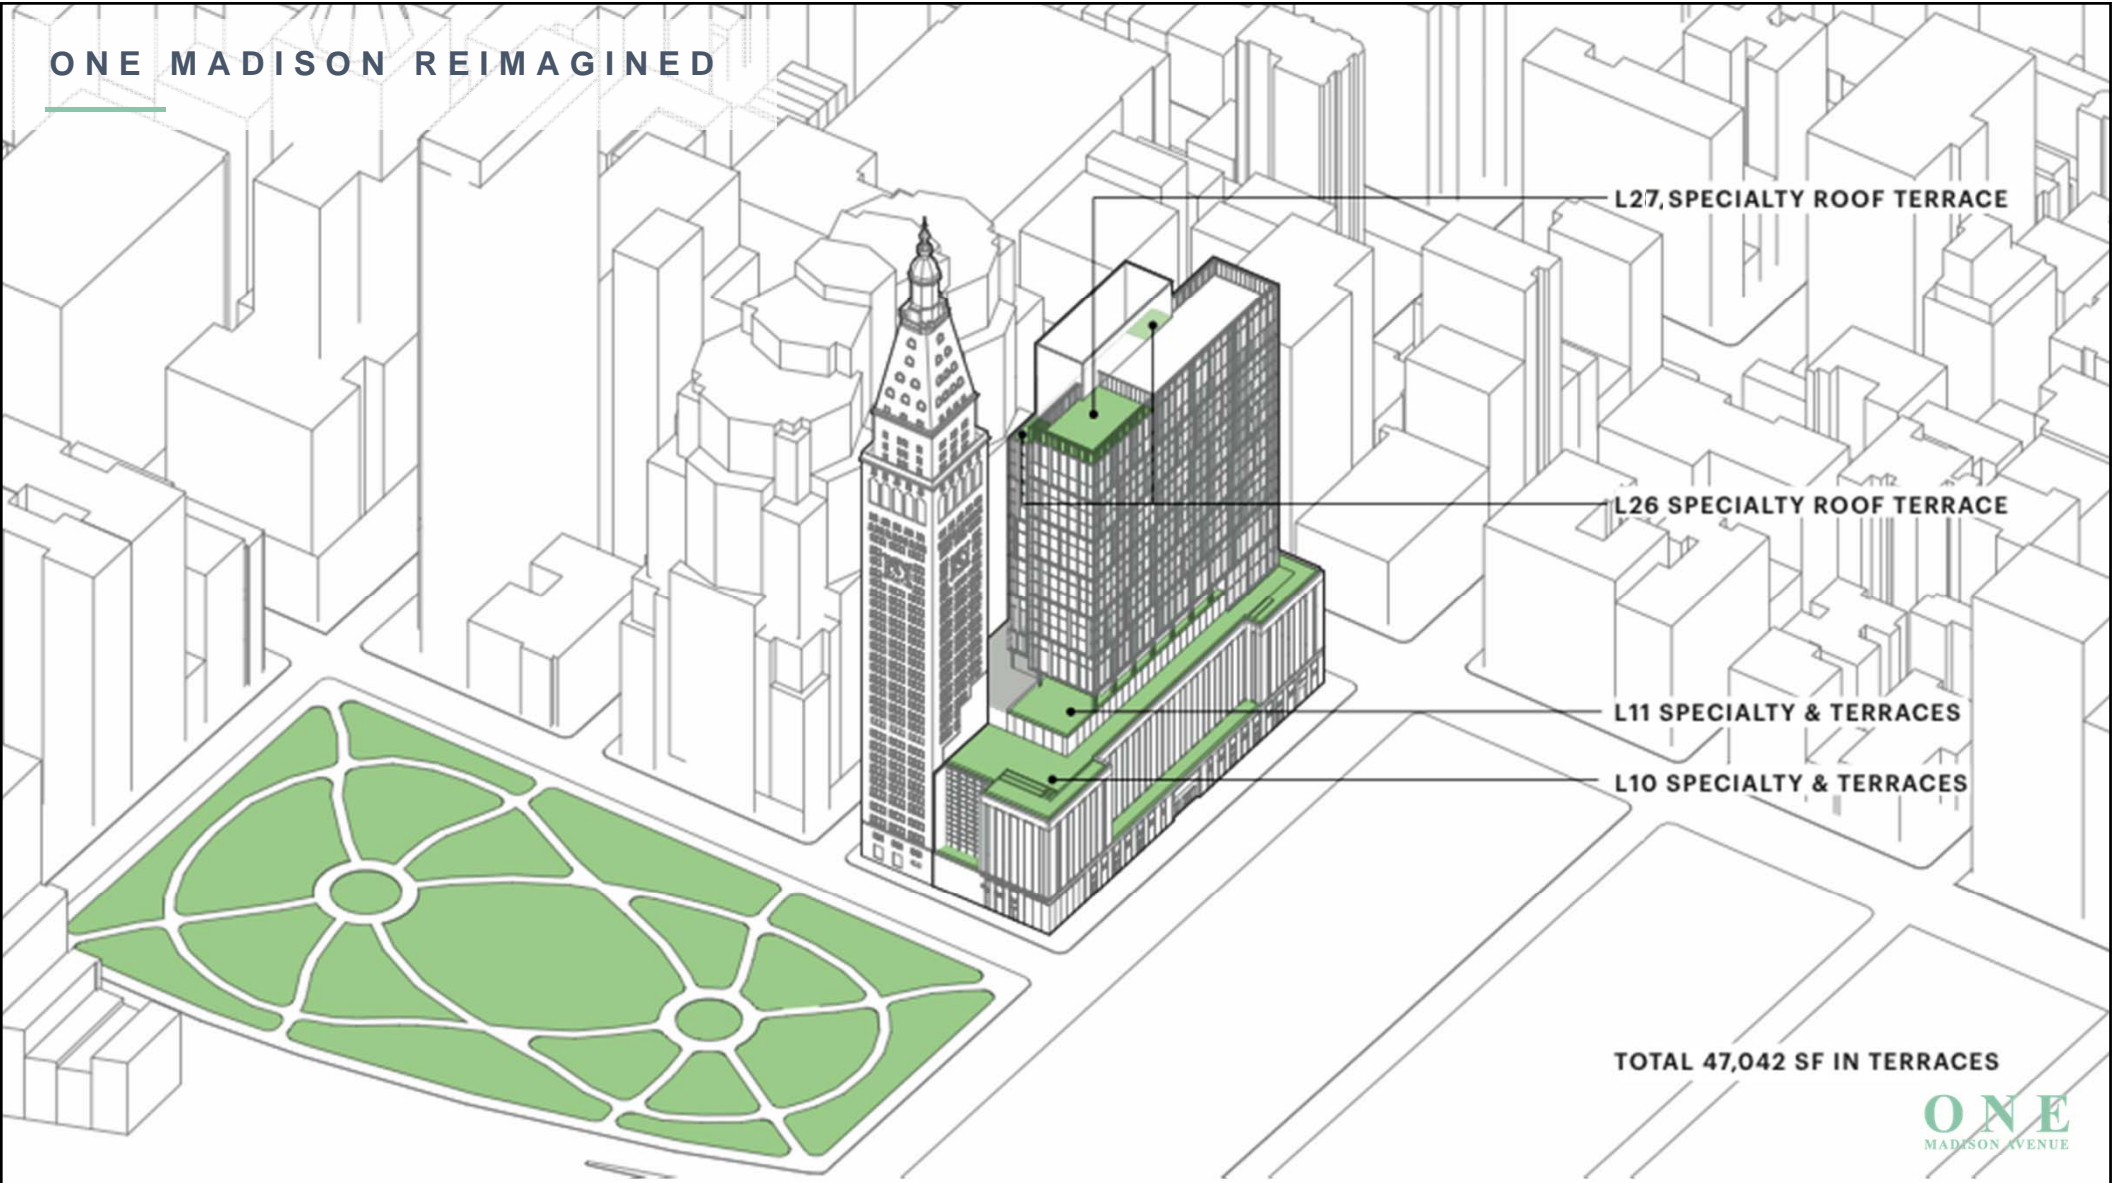 ONE MADISON REIMAGINED
L27, SPECIALTY ROOF TERRACE
L26 SPECIALTY ROOF TERRACE
L11 SPECIALTY & TERRACES
L10 SPECIALTY & TERRACES
TOTAL 47,042 SF IN TERRACES
ONE
MADISON AVENUE